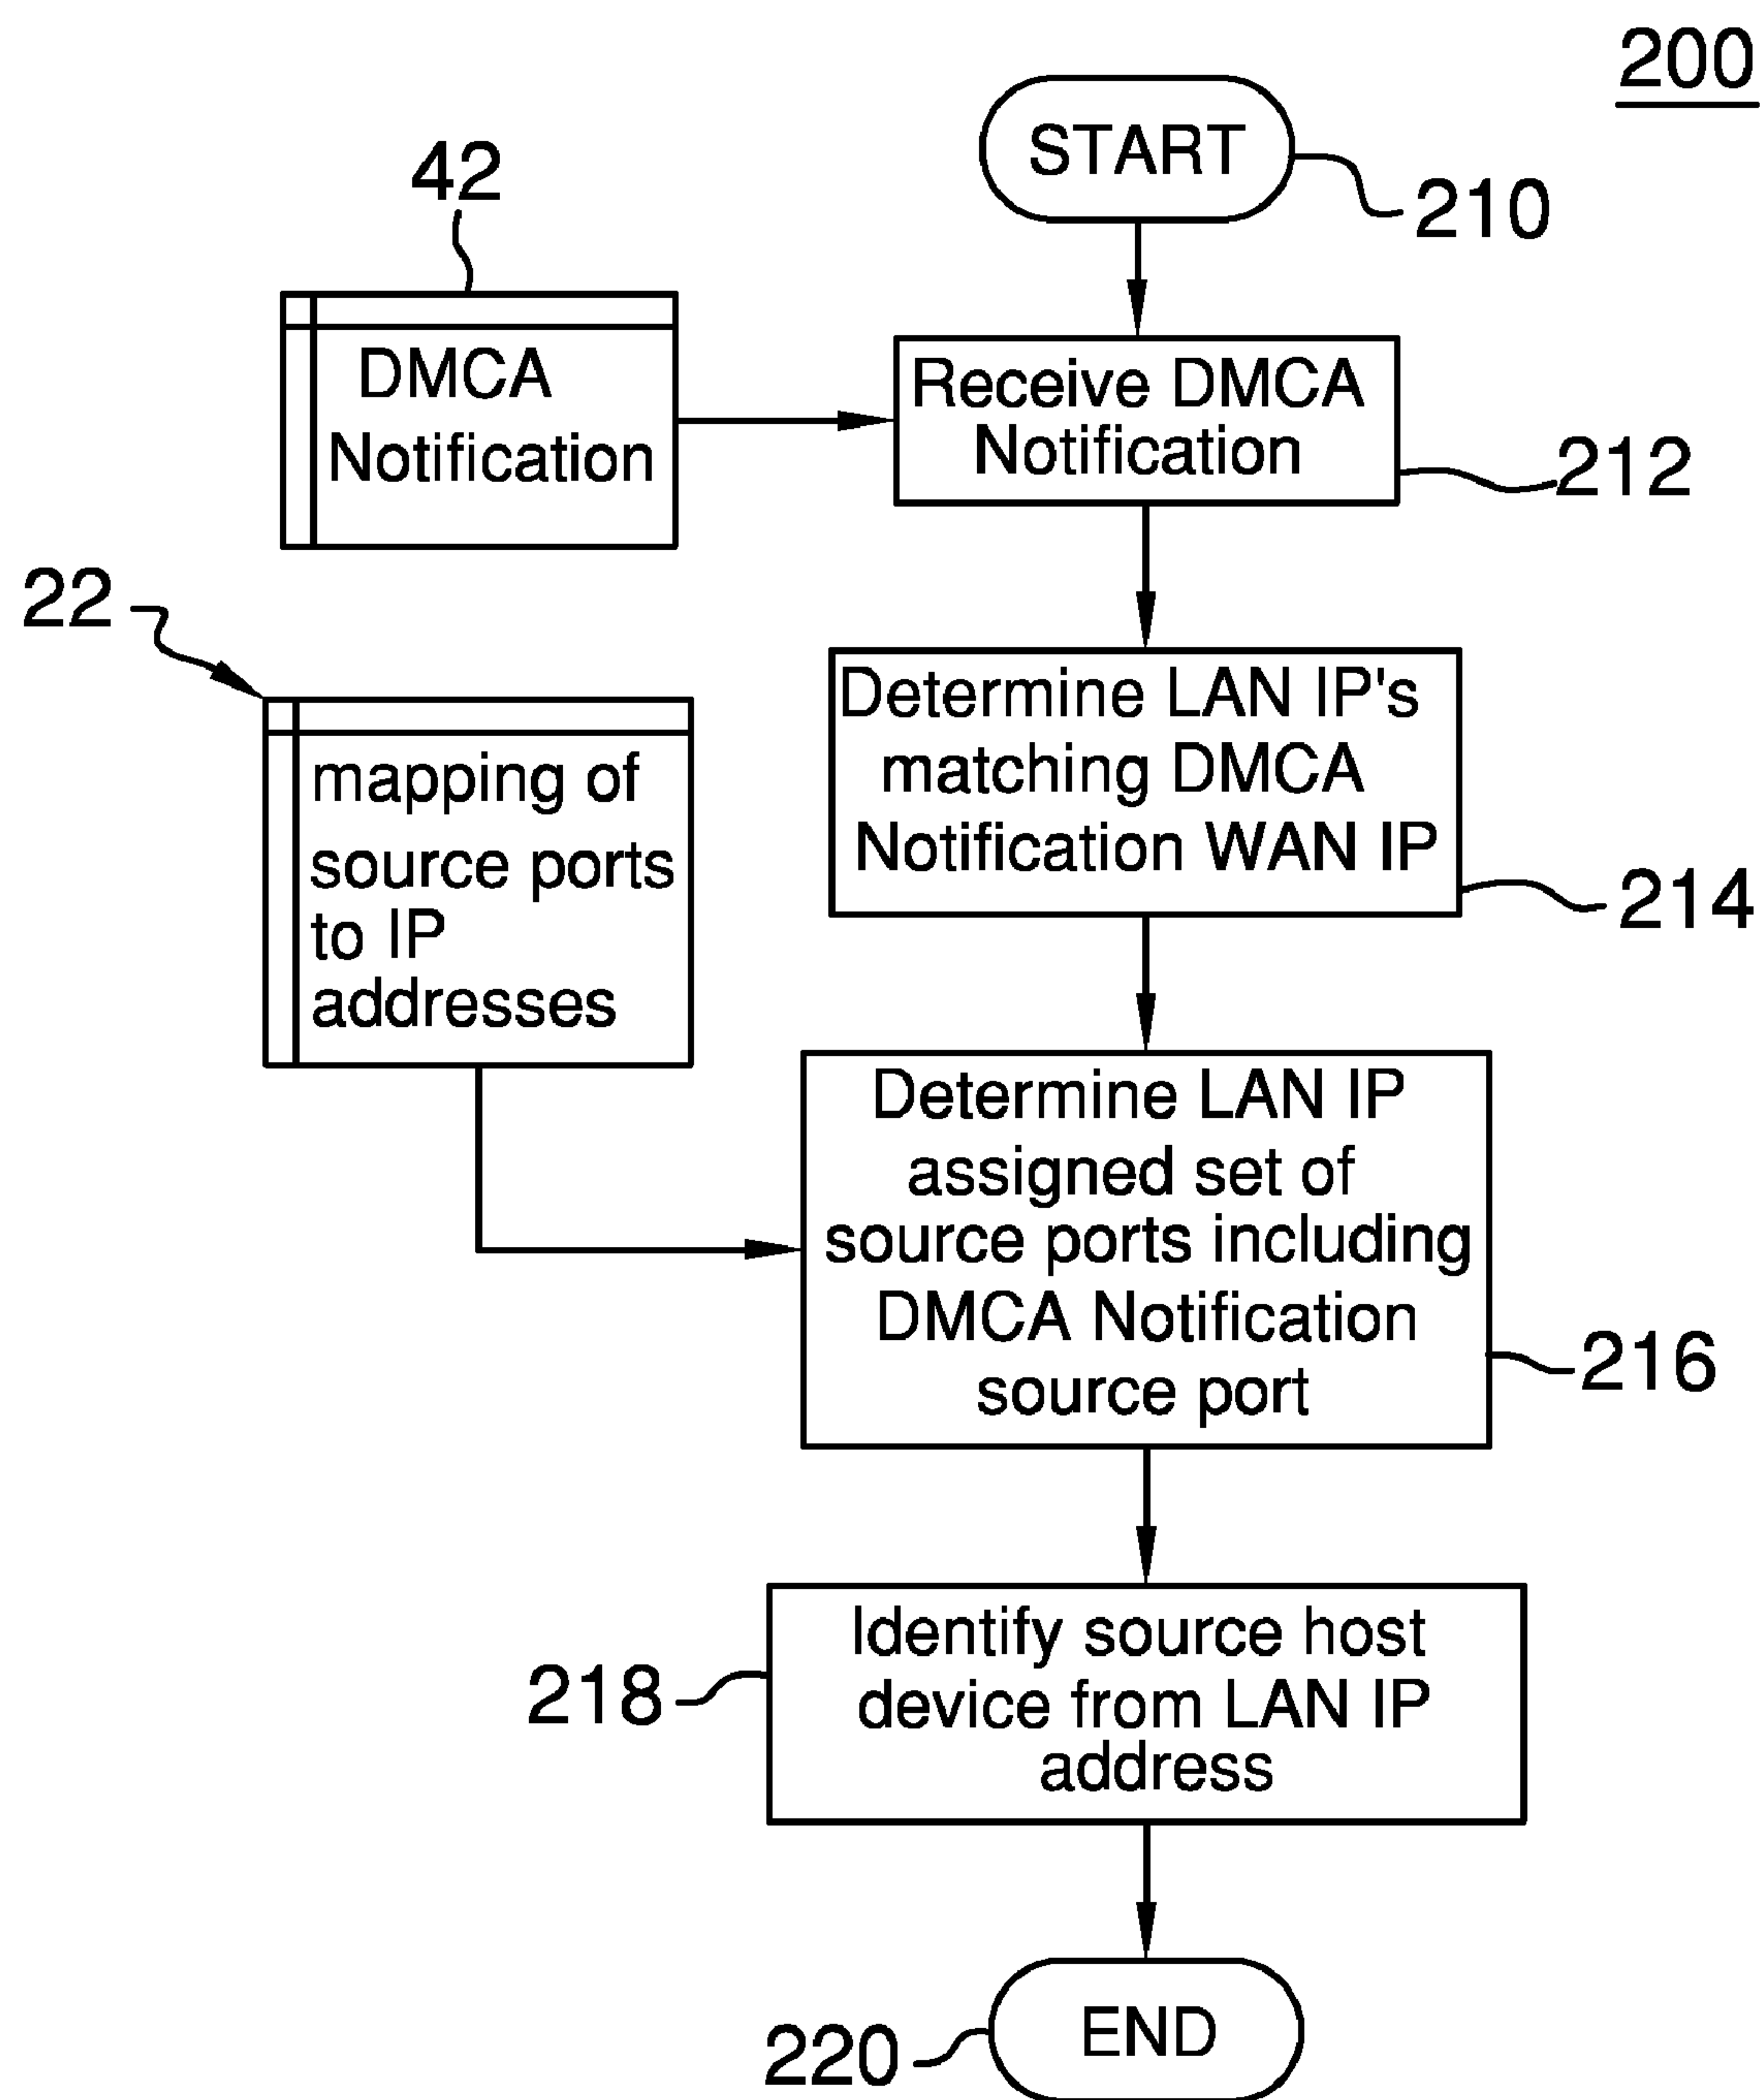 200
START
210
42
DMCA
Notification
Receive DMCA
Notification
212
22
mapping of
source ports
to IP
addresses
Determine LAN IP's
matching DMCA
Notification WAN IP
214
Determine LAN IP
assigned set of
source ports including
DMCA Notification
source port
216
Identify source host
device from LAN IP
address
218
END
220